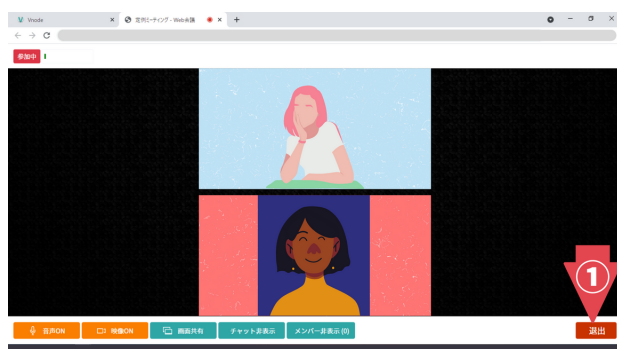 Vnode
定例ミーティング - Web会議
参加中
1
音声ON
映像ON
画面共有
チャット非表示
メンバー非表示(0)
退出